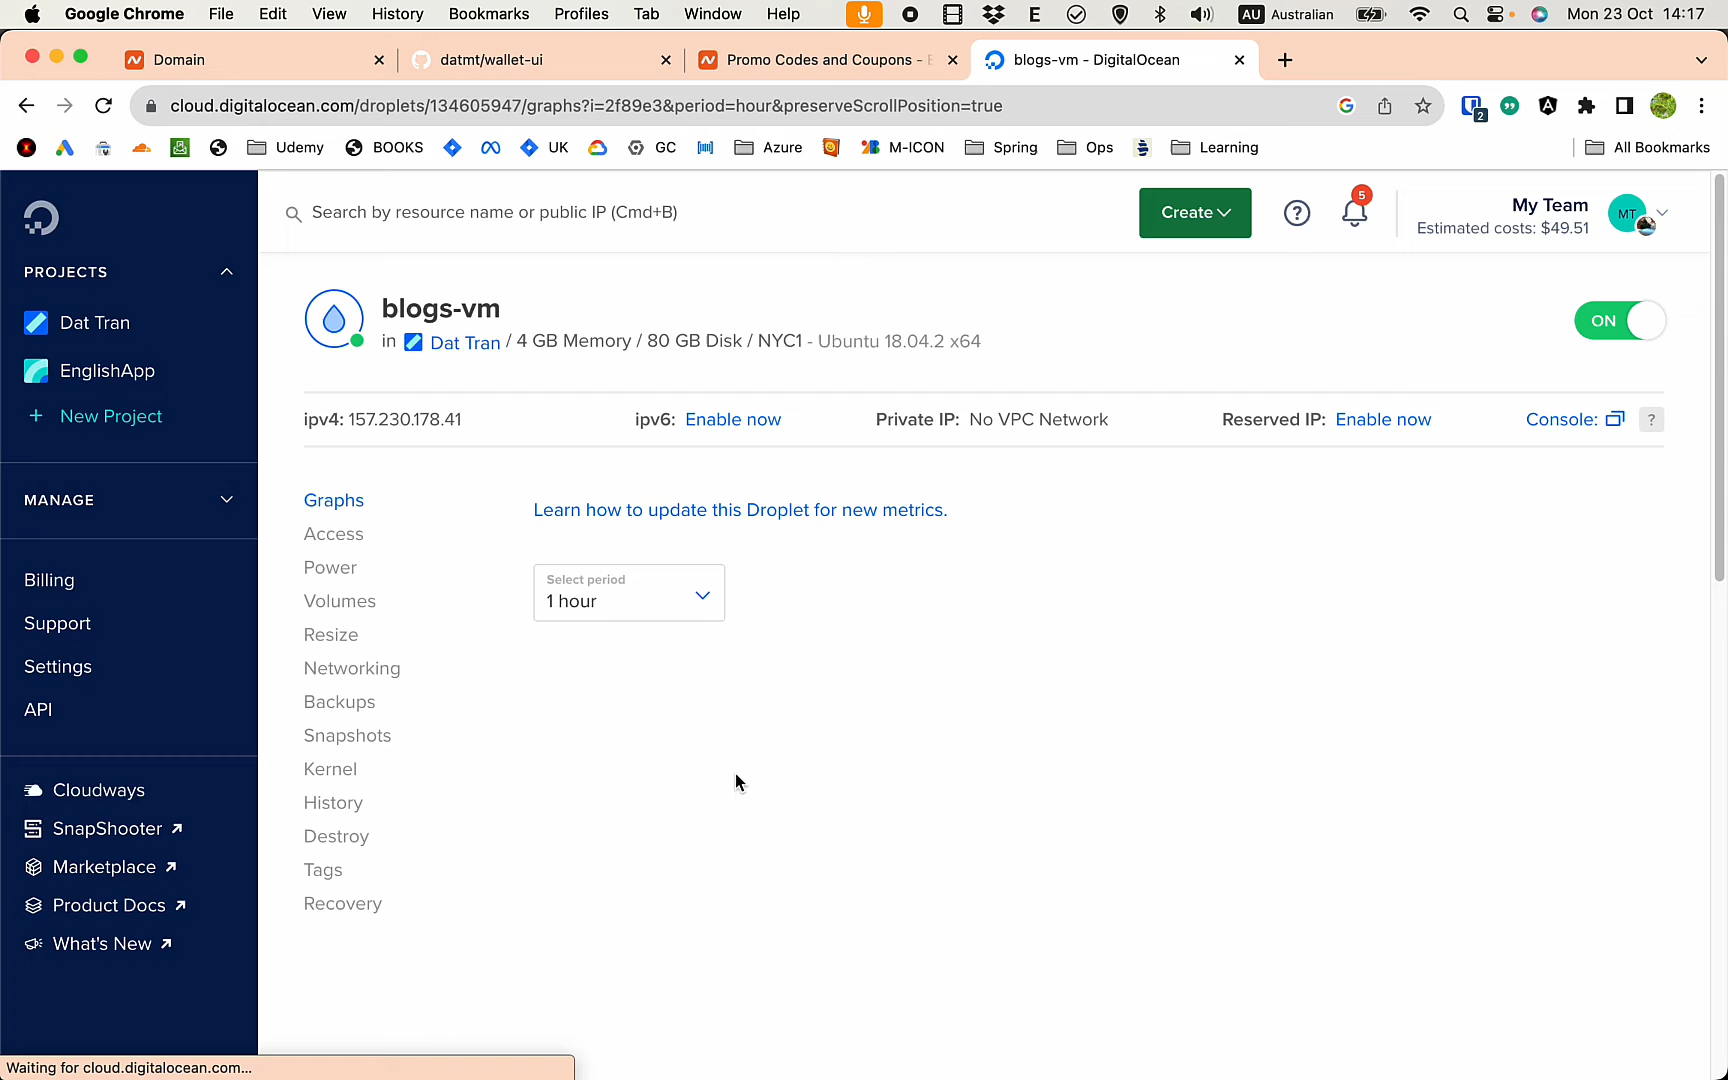 Google Chrome File Edit View History Bookmarks Profiles Tab Window Help E AU Australian Mon 23 Oct 14:17
Domain datmt/wallet-ui Promo Codes and Coupons - blogs-vm - DigitalOcean
cloud.digitalocean.com/droplets/134605947/graphs?i=2f89e3&period=hour&preserveScrollPosition=true 2
Udemy BOOKS UK GC Azure M-ICON Spring Ops Learning All Bookmarks
Search by resource name or public IP (Cmd+B)
Create
5
My Team
Estimated costs: $49.51
MT
PROJECTS
Dat Tran
EnglishApp
+ New Project
MANAGE
Billing
Support
Settings
API
Cloudways
SnapShooter
Marketplace
Product Docs
What's New
blogs-vm
in Dat Tran / 4 GB Memory / 80 GB Disk / NYC1 - Ubuntu 18.04.2 x64
ON
ipv4: 157.230.178.41 ipv6: Enable now Private IP: No VPC Network Reserved IP: Enable now Console: ?
Graphs
Access
Power
Volumes
Resize
Networking
Backups
Snapshots
Kernel
History
Destroy
Tags
Recovery
Learn how to update this Droplet for new metrics.
Select period
1 hour
Waiting for cloud.digitalocean.com...